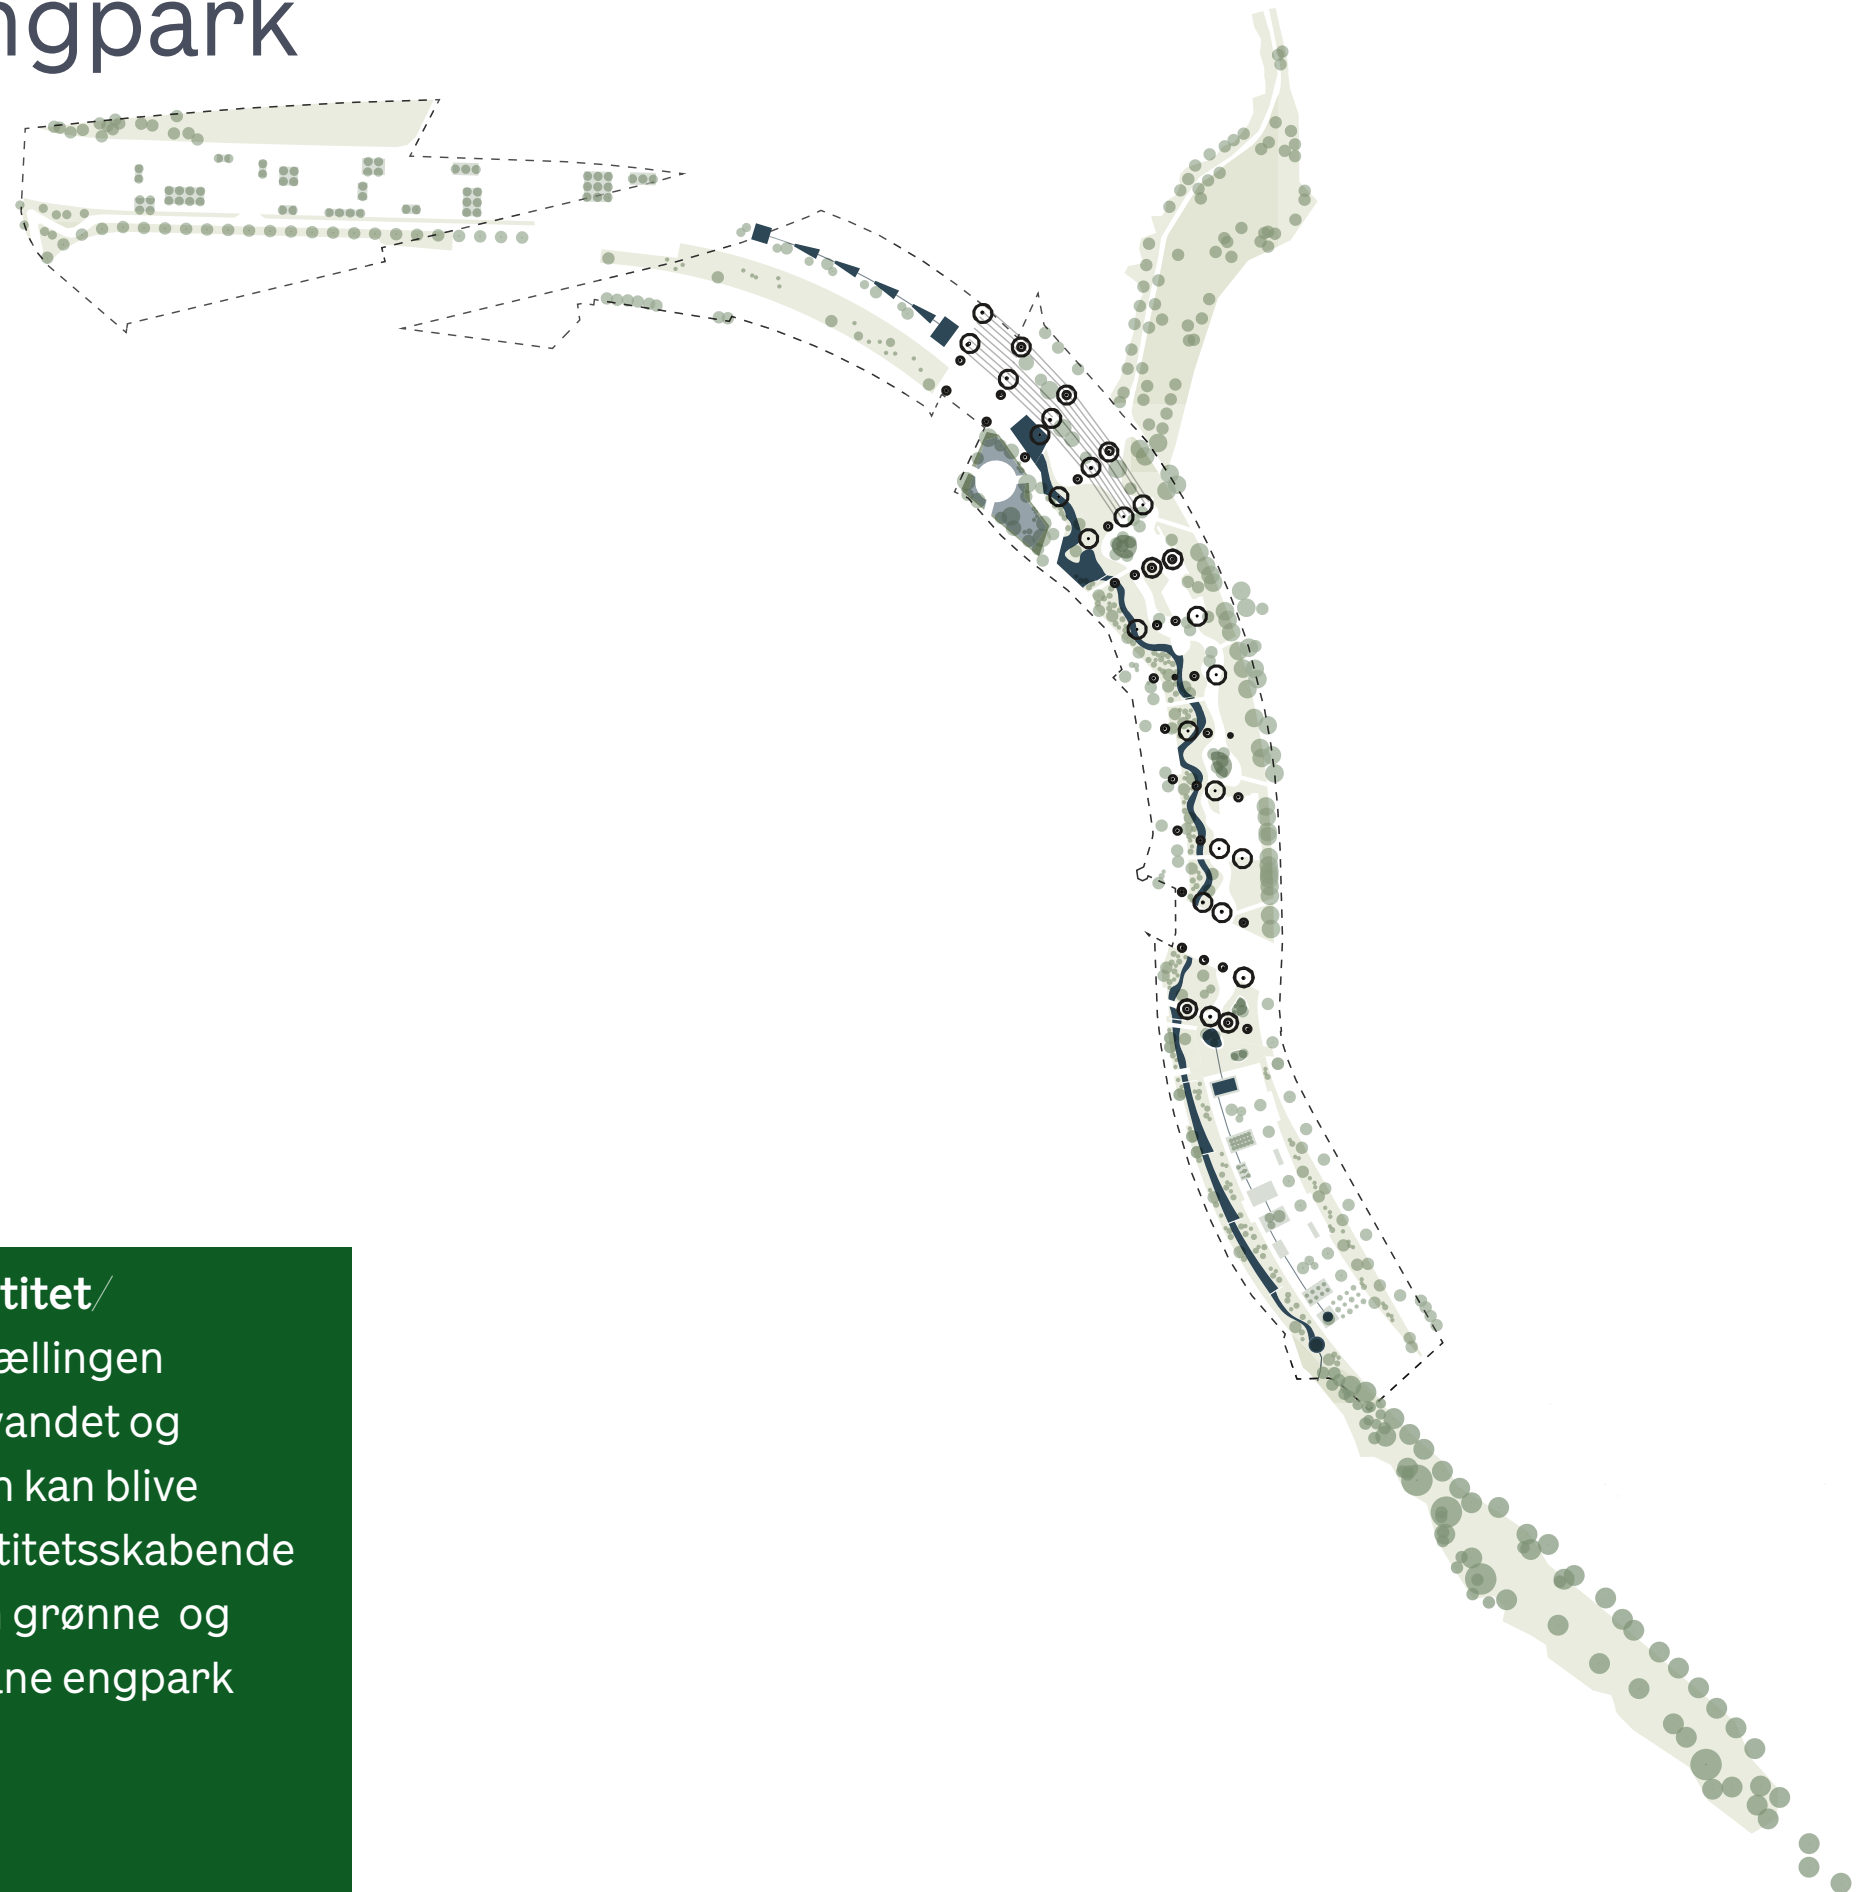 ngpark
titet/
ællingen
vandet og
n kan blive
titetsskabende
grønne og
ne engpark